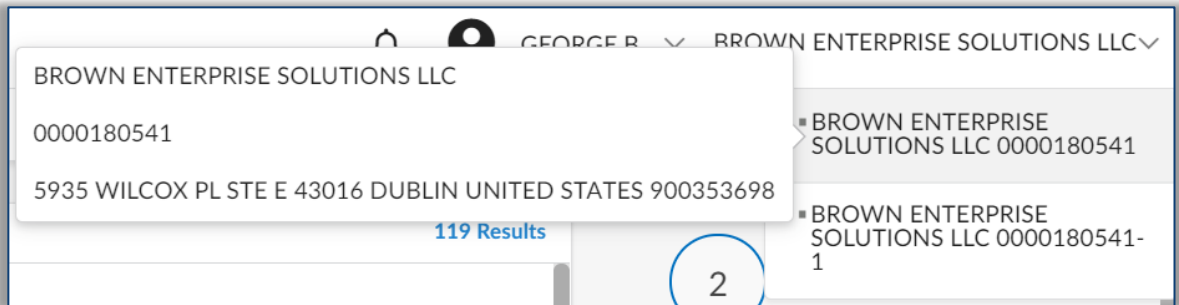 GEORGE B
BROWN ENTERPRISE SOLUTIONS LLC
BROWN ENTERPRISE SOLUTIONS LLC
0000180541
5935 WILCOX PL STE E 43016 DUBLIN UNITED STATES 900353698
BROWN ENTERPRISE
SOLUTIONS LLC 0000180541
119 Results
BROWN ENTERPRISE
SOLUTIONS LLC 0000180541-
1
2